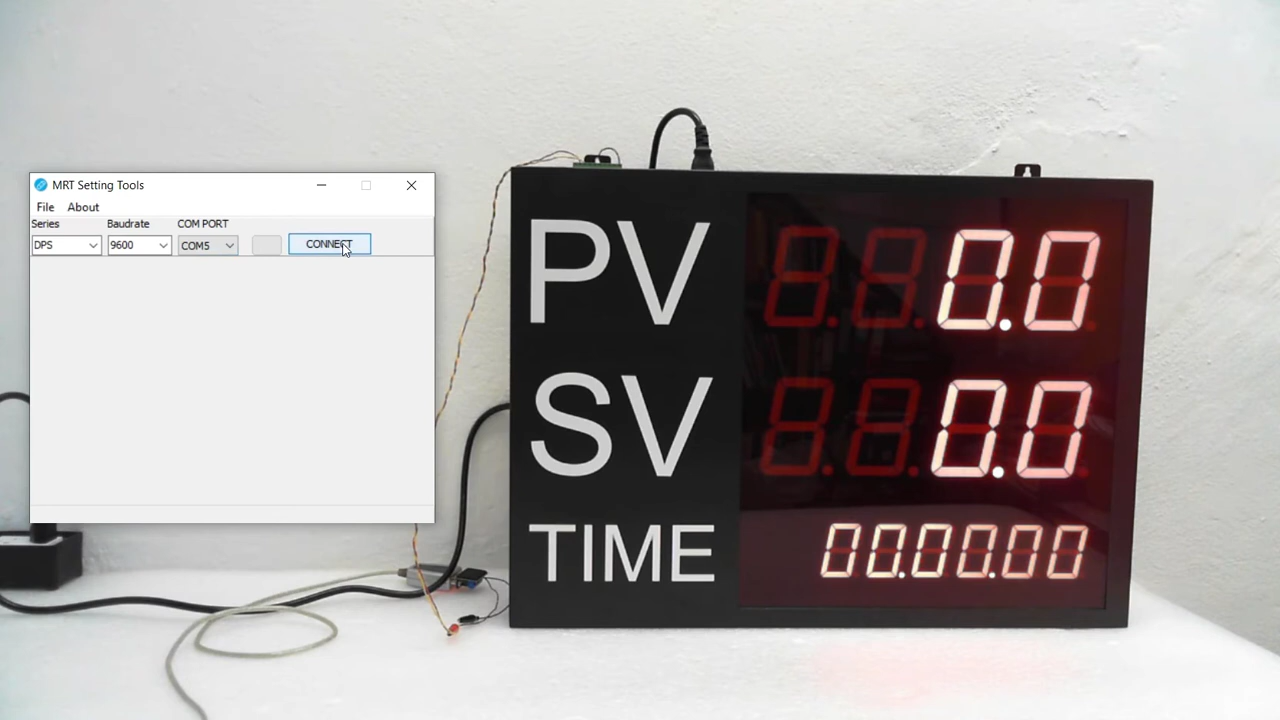 MRT Setting Tools
File About
Series Baudrate COM PORT
DPS 9600 COM5 CONNECT
PV 0.0
SV 0.0
TIME 00.00.00